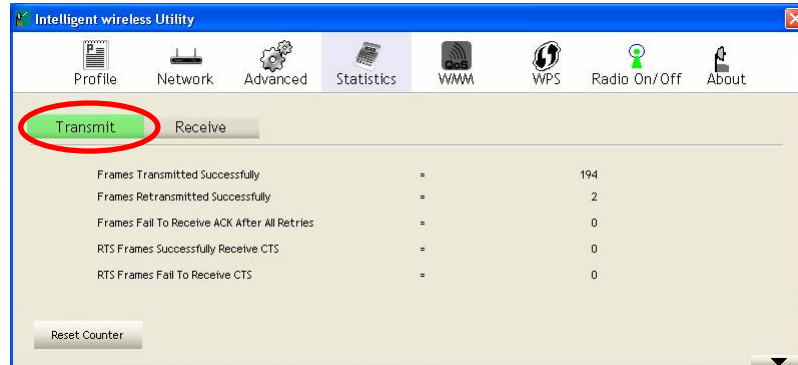 Intelligent wireless Utility
Profile Network Advanced Statistics QoS WMM WPS Radio On/Off About
Transmit Receive
Frames Transmitted Successfully = 194
Frames Retransmitted Successfully = 2
Frames Fail To Receive ACK After All Retries = 0
RTS Frames Successfully Receive CTS = 0
RTS Frames Fail To Receive CTS = 0
Reset Counter